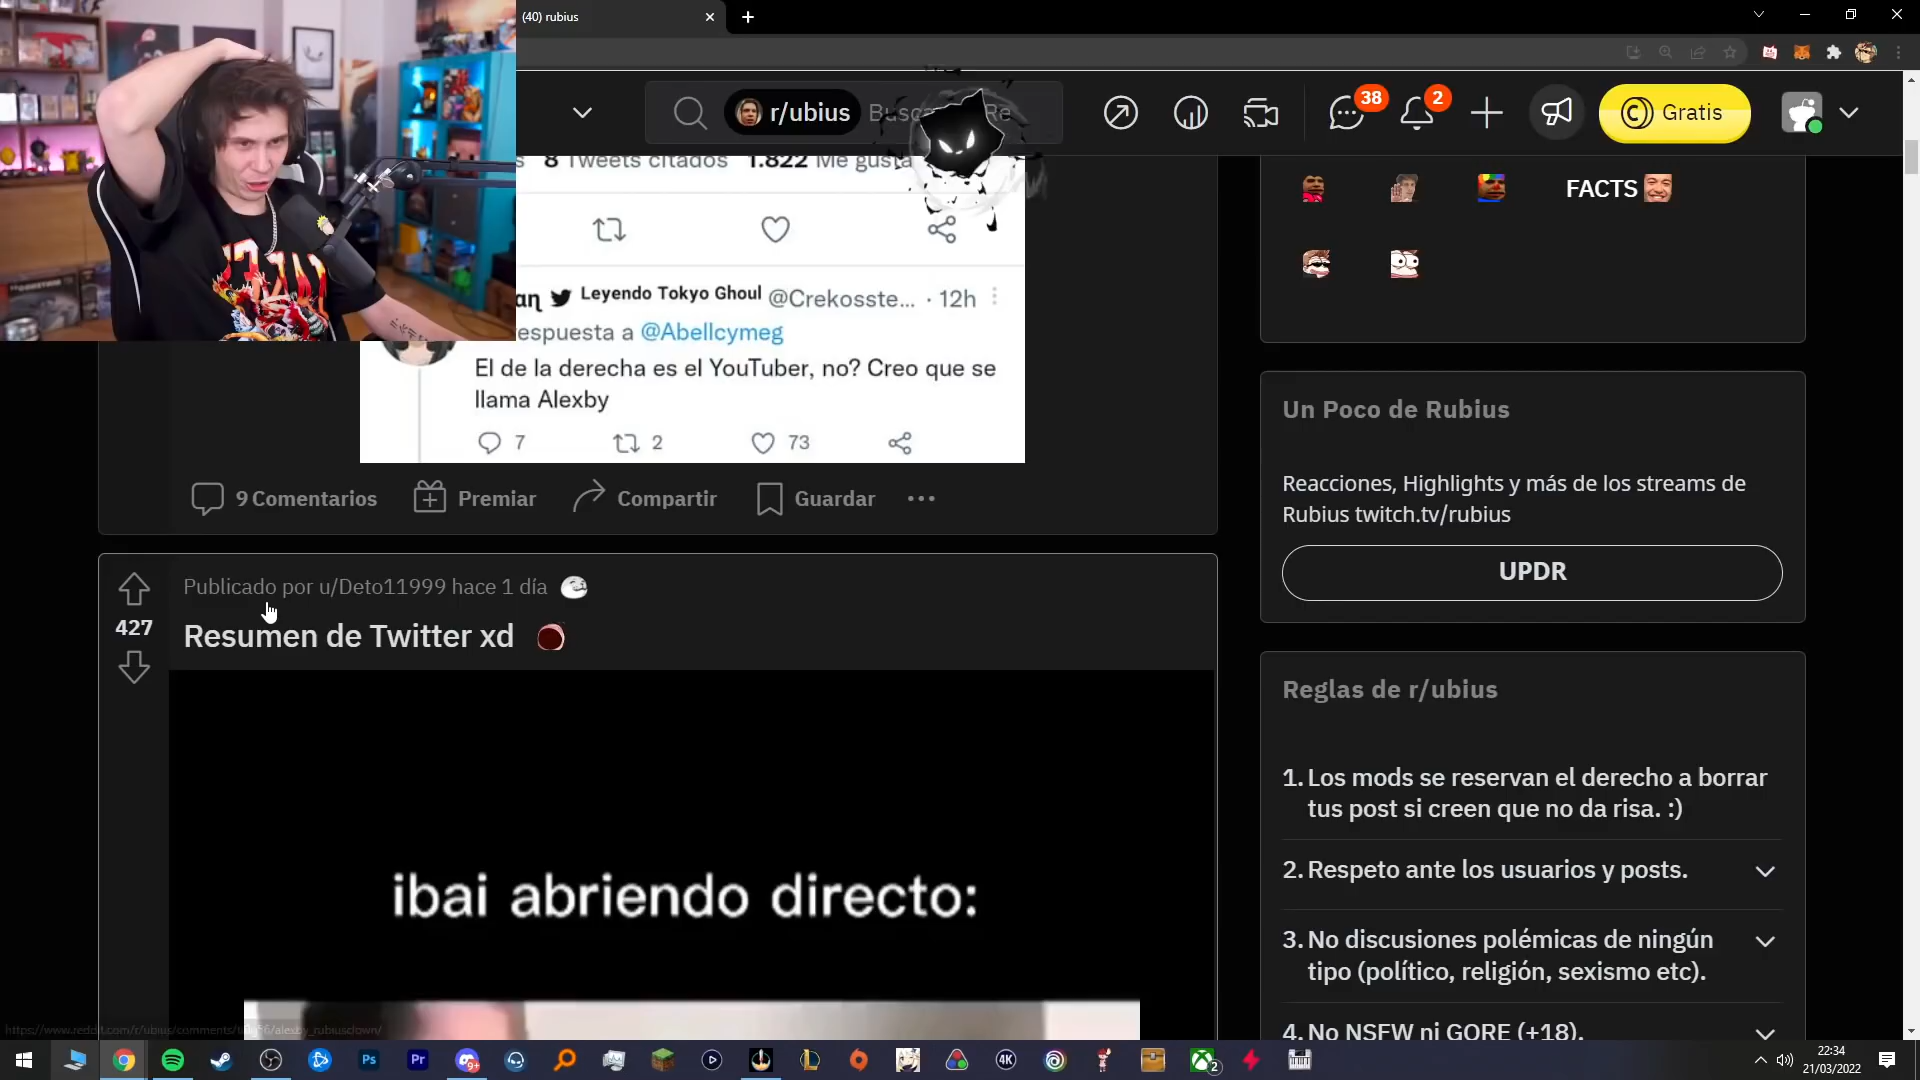 (40) rubius
r/ubius
38
2
Gratis
8 Tweets citados 1.822 Me gusta
FACTS
Leyendo Tokyo Ghoul @Crekosste... · 12h
espuesta a @Abellcymeg
El de la derecha es el YouTuber, no? Creo que se
llama Alexby
7 2 73
9 Comentarios Premiar Compartir Guardar
Publicado por u/Deto11999 hace 1 día
427
Resumen de Twitter xd
ibai abriendo directo:
Un Poco de Rubius
Reacciones, Highlights y más de los streams de
Rubius twitch.tv/rubius
UPDR
Reglas de r/ubius
1. Los mods se reservan el derecho a borrar
tus post si creen que no da risa. :)
2. Respeto ante los usuarios y posts.
3. No discusiones polémicas de ningún
tipo (político, religión, sexismo etc).
4. No NSFW ni GORE (+18).
Ps
Pr
9+
4K
2
22:34
21/03/2022